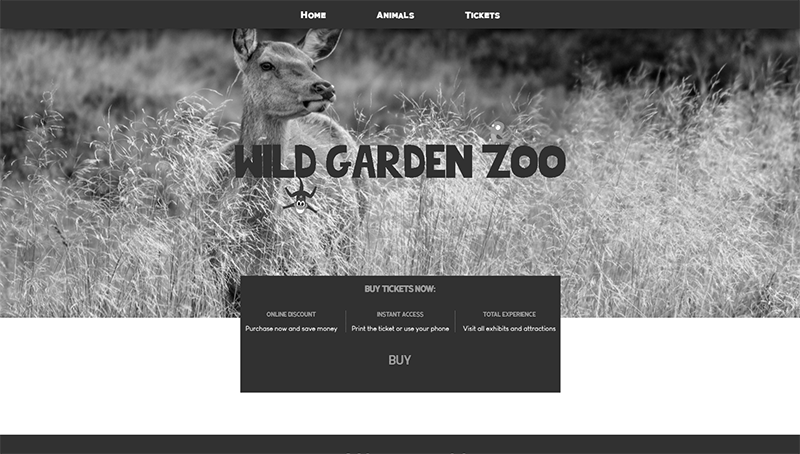 Home Animals Tickets
WILD GARDEN ZOO
BUY TICKETS NOW:
ONLINE DISCOUNT INSTANT ACCESS TOTAL EXPERIENCE
Purchase now and save money Print the ticket or use your phone Visit all exhibits and attractions
BUY